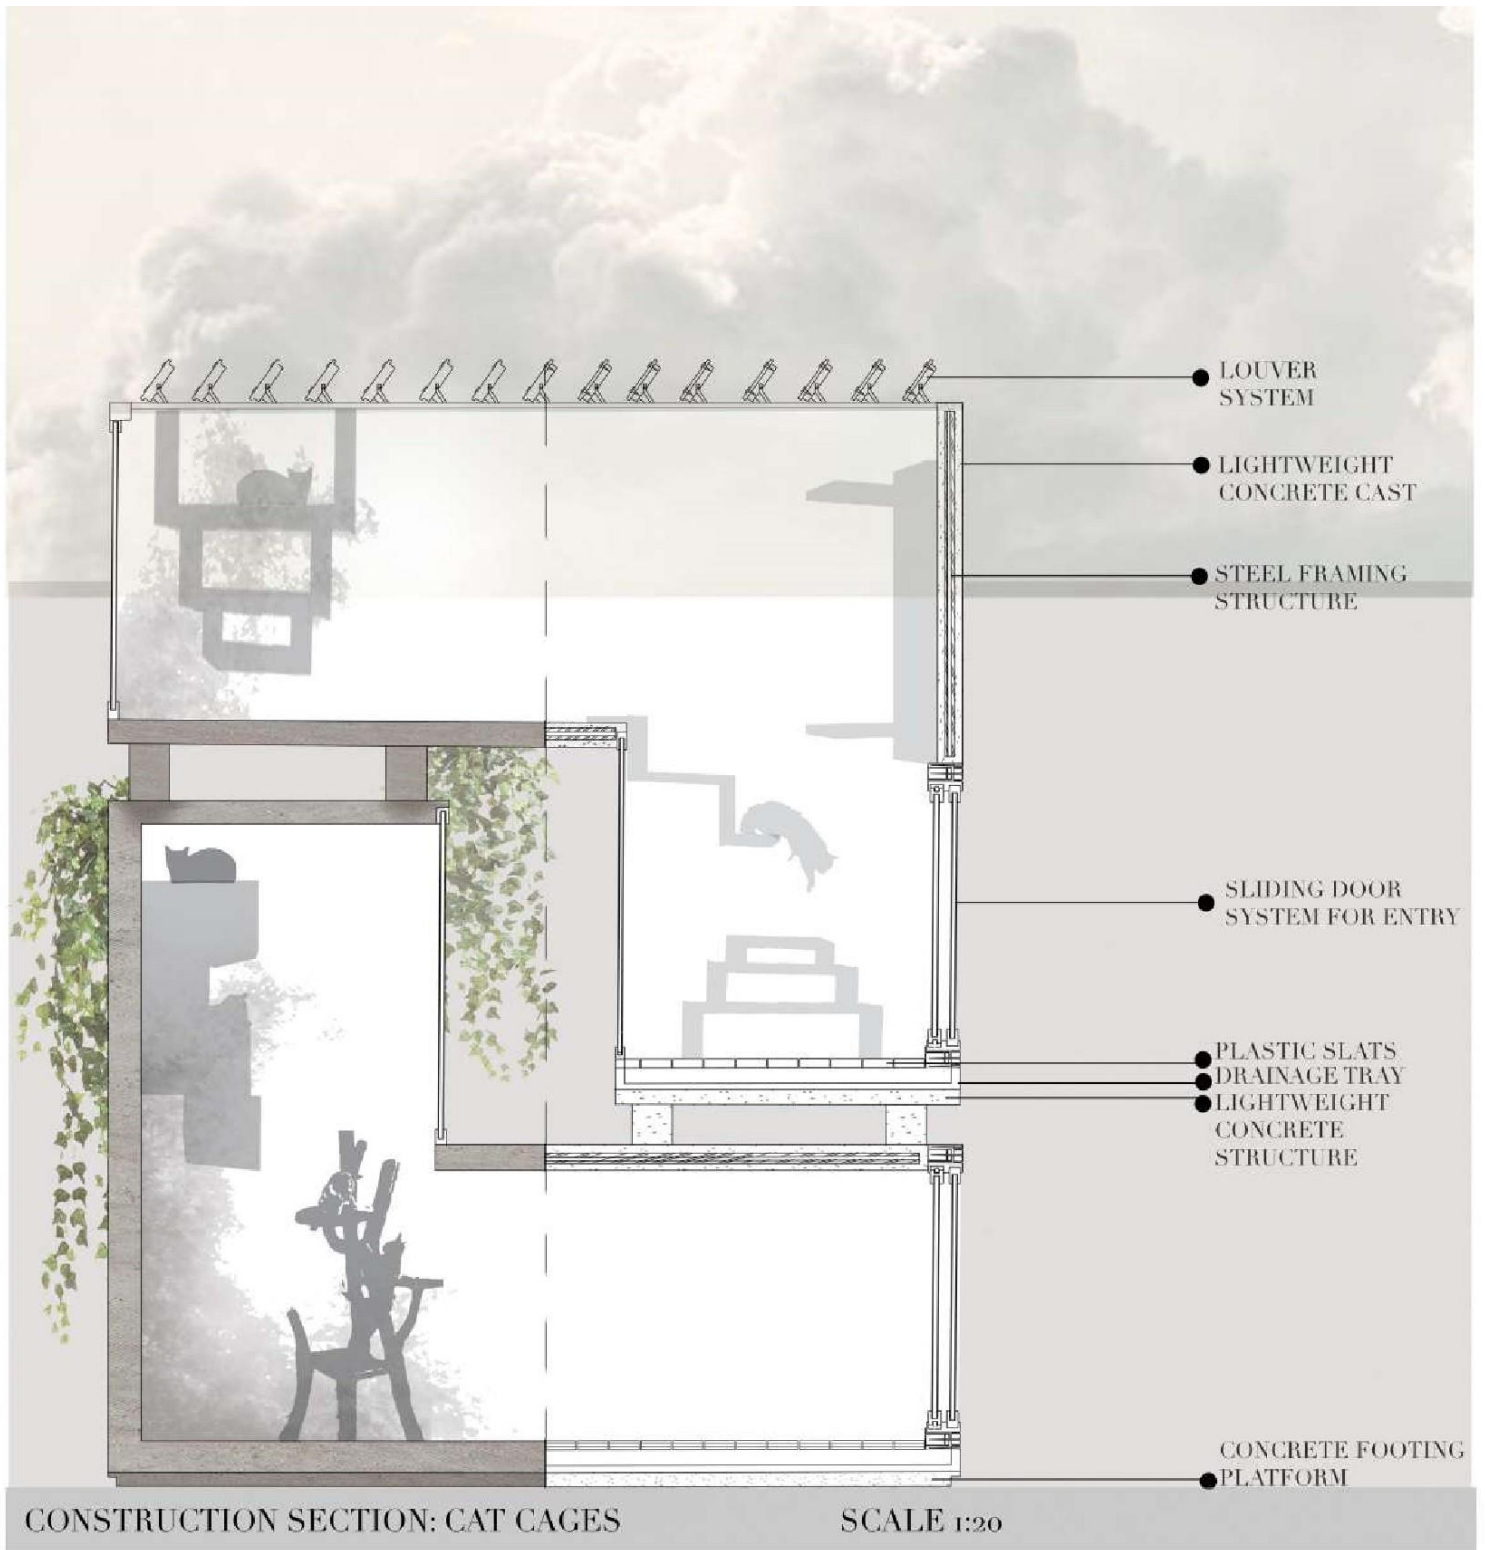 LOUVER
SYSTEM
LIGHTWEIGHT
CONCRETE CAST
STEEL FRAMING
STRUCTURE
SLIDING DOOR
SYSTEM FOR ENTRY
PLASTIC SLATS
DRAINAGE TRAY
LIGHTWEIGHT
CONCRETE
STRUCTURE
CONCRETE FOOTING
PLATFORM
CONSTRUCTION SECTION: CAT CAGES
SCALE 1:20